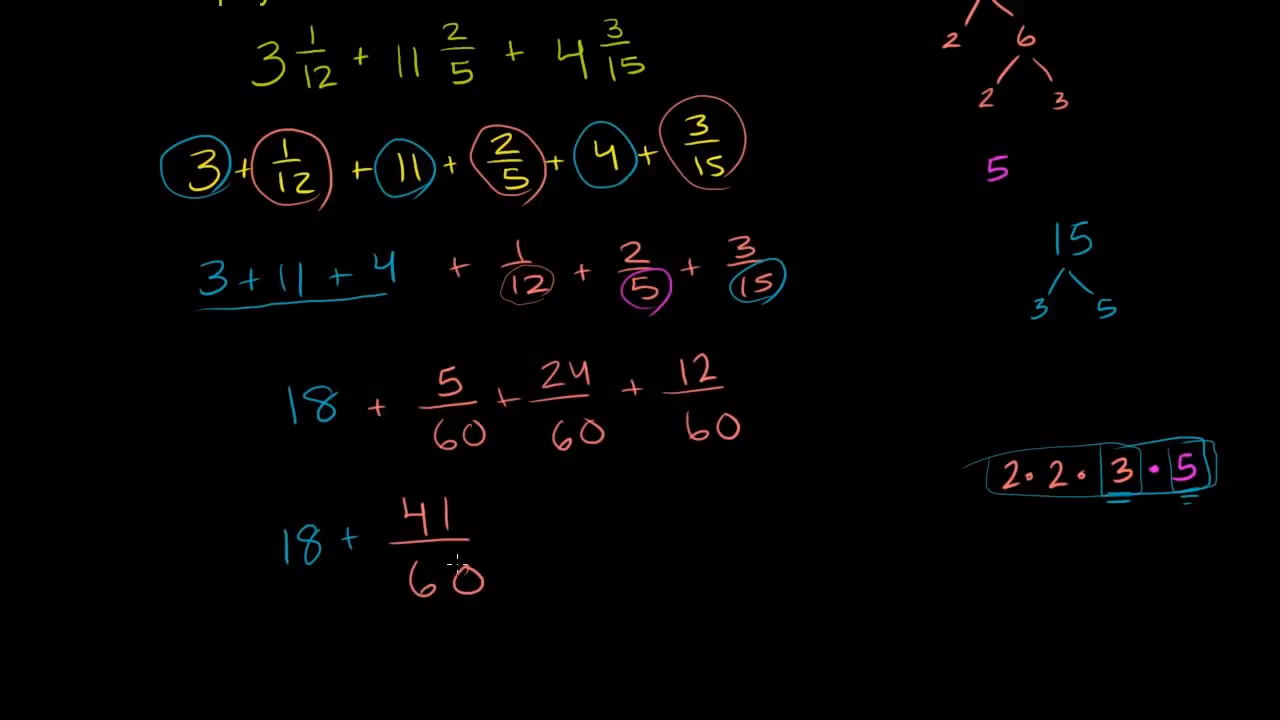 3 1/12 + 11 2/5 + 4 3/15
3 + 1/12 + 11 + 2/5 + 4 + 3/15
3 + 11 + 4 + 1/12 + 2/5 + 3/15
18 + 5/60 + 24/60 + 12/60
18 + 41/60
2 6
2 3
5
15
3 5
2 · 2 · 3 · 5